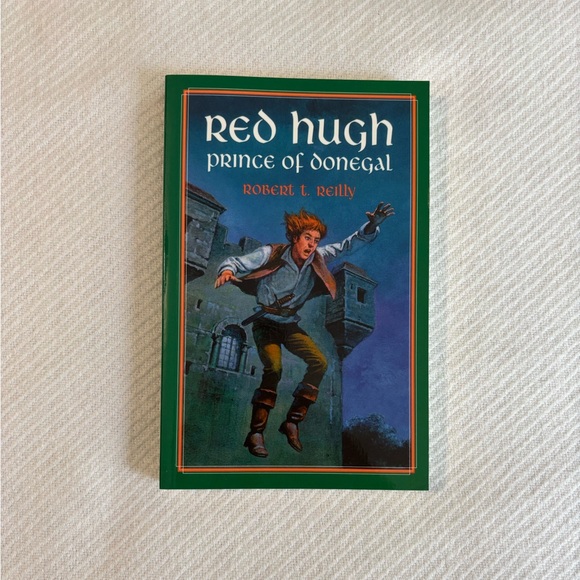 Red Hugh
Prince of Donegal
Robert T. Reilly